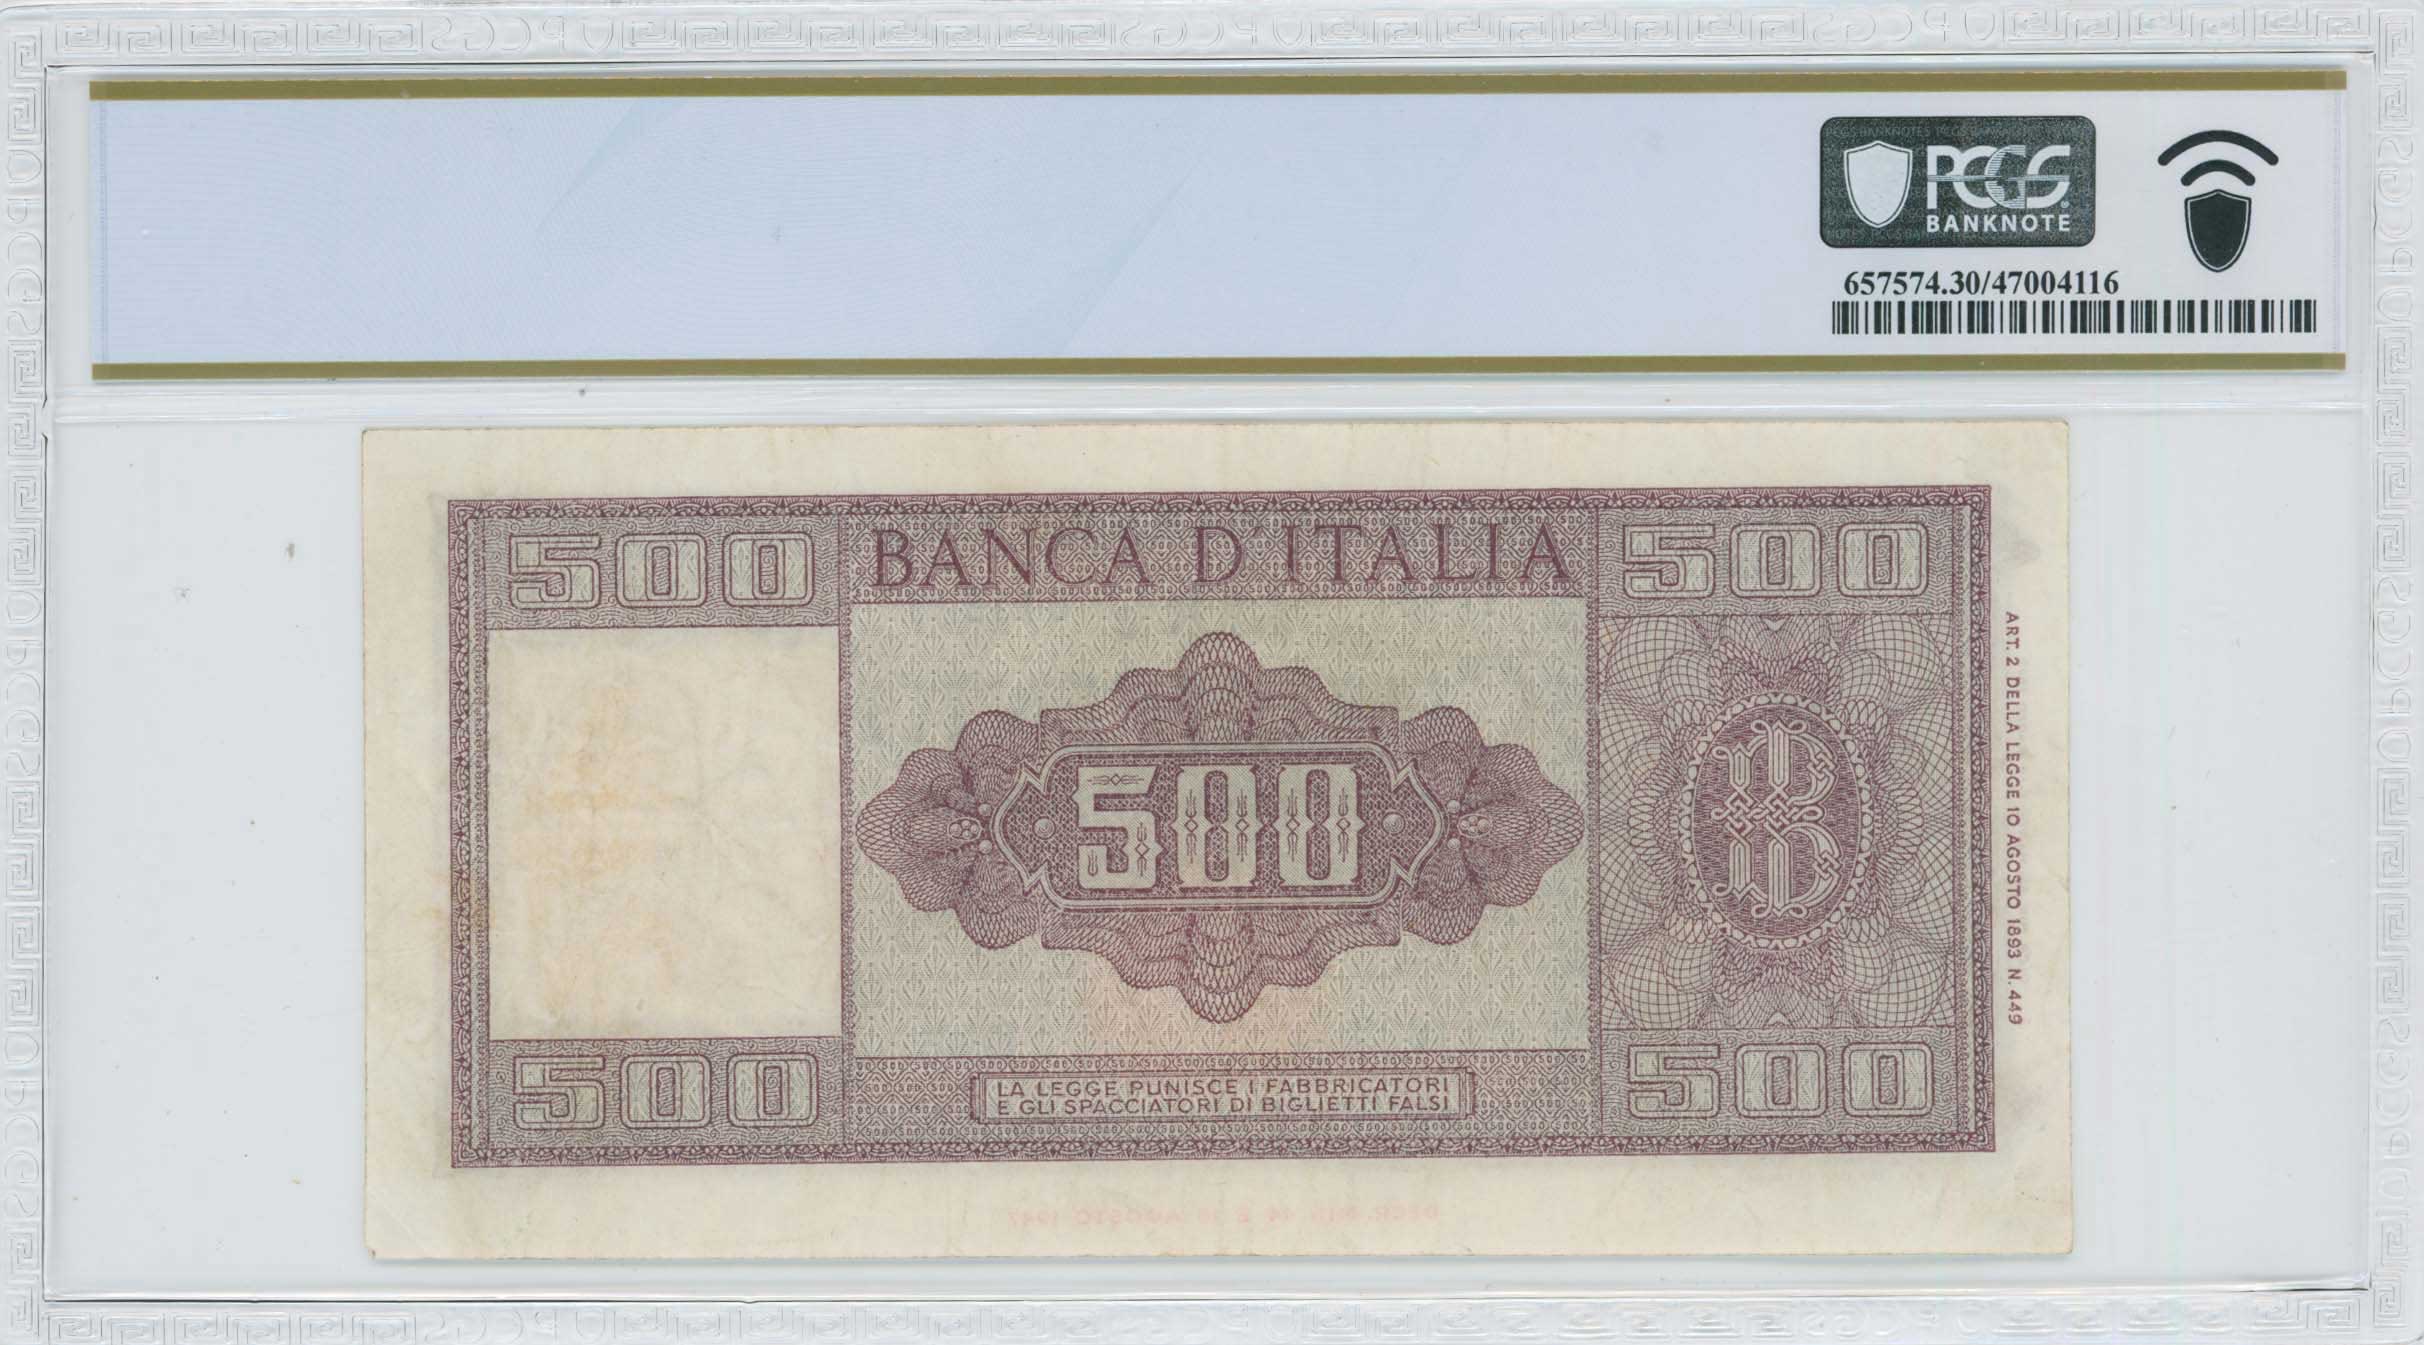 PCGS
BANKNOTE
657574.30/47004116
500
BANCA D'ITALIA
500
ART. 2 DELLA LEGGE 10 AGOSTO 1893 N. 449
500
500
LA LEGGE PUNISCE I FABBRICATORI
E GLI SPACCIATORI DI BIGLIETTI FALSI
500